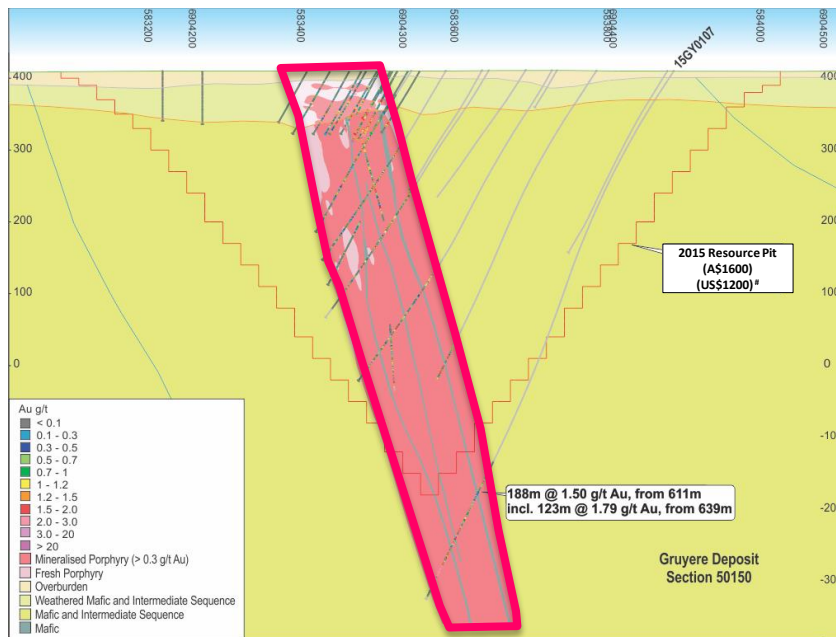 583200
583400
6904300
583600
584000
6904500
15GY0107
400
300
200
100
0
-10
-20
-30
2015 Resource Pit
(A$1600)
(US$1200)#
188m @ 1.50 g/t Au, from 611m
incl. 123m @ 1.79 g/t Au, from 639m
Gruyere Deposit
Section 50150
Au g/t
< 0.1
0.1 - 0.3
0.3 - 0.5
0.5 - 0.7
0.7 - 1
1 - 1.2
1.2 - 1.5
1.5 - 2.0
2.0 - 3.0
3.0 - 20
> 20
Mineralised Porphyry (> 0.3 g/t Au)
Fresh Porphyry
Overburden
Weathered Mafic and Intermediate Sequence
Mafic and Intermediate Sequence
Mafic